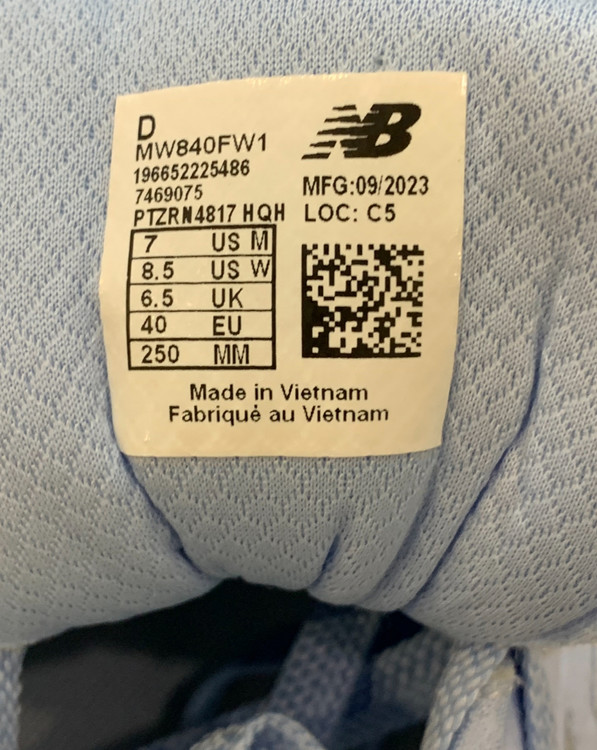 D
MW840FW1
196652225486
7469075
PTZRN4817 HQH
NB
MFG:09/2023
LOC: C5
7 US M
8.5 US W
6.5 UK
40 EU
250 MM
Made in Vietnam
Fabriqué au Vietnam